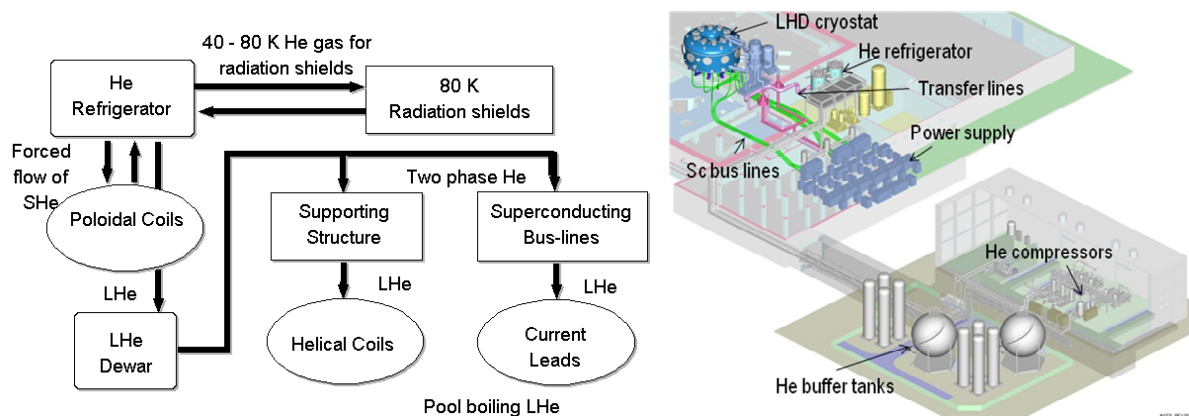 40 - 80 K He gas for
radiation shields
He
Refrigerator
80 K
Radiation shields
Forced
flow of
SHe
Poloidal Coils
Two phase He
Supporting
Structure
Superconducting
Bus-lines
LHe
LHe
LHe
LHe
Dewar
Helical Coils
Current
Leads
Pool boiling LHe
LHD cryostat
He refrigerator
Transfer lines
Power supply
Sc bus lines
He compressors
He buffer tanks